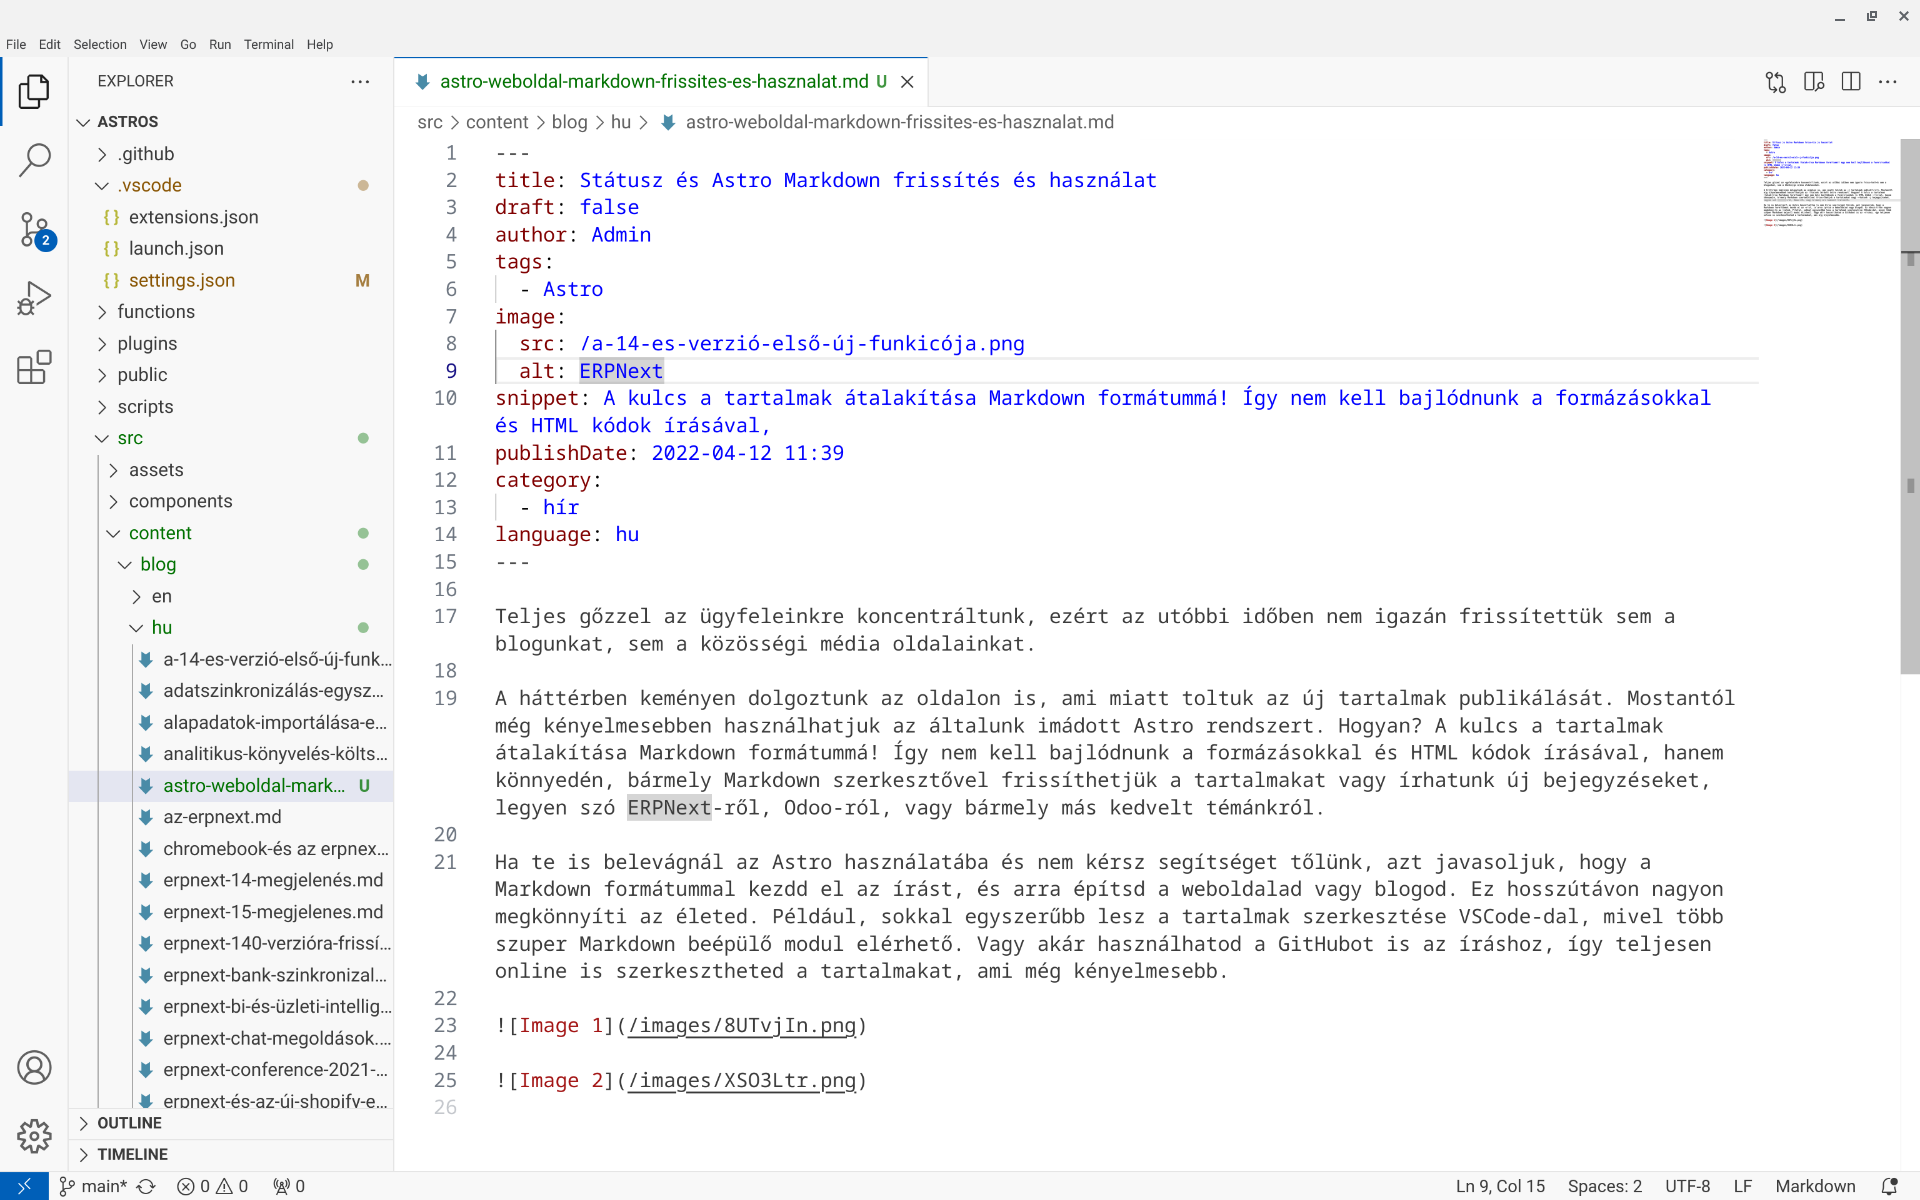 File Edit Selection View Go Run Terminal Help
EXPLORER
ASTROS
.github
.vscode
{} extensions.json
{} launch.json
{} settings.json M
functions
plugins
public
scripts
src
assets
components
content
blog
en
hu
a-14-es-verzió-első-új-funk...
adatszinkronizálás-egysz...
alapadatok-importálása-e...
analitikus-könyvelés-költs...
astro-weboldal-mark... U
az-erpnext.md
chromebook-és az erpnex...
erpnext-14-megjelenés.md
erpnext-15-megjelenes.md
erpnext-140-verzióra-frissí...
erpnext-bank-szinkronizal...
erpnext-bi-és-üzleti-intellig...
erpnext-chat-megoldások....
erpnext-conference-2021-...
erpnext-és-az-új-shopify-e...
OUTLINE
TIMELINE
2
astro-weboldal-markdown-frissites-es-hasznalat.md U
src > content > blog > hu > astro-weboldal-markdown-frissites-es-hasznalat.md
1 ---
2 title: Státusz és Astro Markdown frissítés és használat
3 draft: false
4 author: Admin
5 tags:
6 - Astro
7 image:
8 src: /a-14-es-verzió-első-új-funkicója.png
9 alt: ERPNext
10 snippet: A kulcs a tartalmak átalakítása Markdown formátummá! Így nem kell bajlódnunk a formázásokkal
és HTML kódok írásával,
11 publishDate: 2022-04-12 11:39
12 category:
13 - hír
14 language: hu
15 ---
16
17 Teljes gőzzel az ügyfeleinkre koncentráltunk, ezért az utóbbi időben nem igazán frissítettük sem a
blogunkat, sem a közösségi média oldalainkat.
18
19 A háttérben keményen dolgoztunk az oldalon is, ami miatt toltuk az új tartalmak publikálását. Mostantól
még kényelmesebben használhatjuk az általunk imádott Astro rendszert. Hogyan? A kulcs a tartalmak
átalakítása Markdown formátummá! Így nem kell bajlódnunk a formázásokkal és HTML kódok írásával, hanem
könnyedén, bármely Markdown szerkesztővel frissíthetjük a tartalmakat vagy írhatunk új bejegyzéseket,
legyen szó ERPNext-ről, Odoo-ról, vagy bármely más kedvelt témánkról.
20
21 Ha te is belevágnál az Astro használatába és nem kérsz segítséget tőlünk, azt javasoljuk, hogy a
Markdown formátummal kezdd el az írást, és arra építsd a weboldalad vagy blogod. Ez hosszútávon nagyon
megkönnyíti az életed. Például, sokkal egyszerűbb lesz a tartalmak szerkesztése VSCode-dal, mivel több
szuper Markdown beépülő modul elérhető. Vagy akár használhatod a GitHubot is az íráshoz, így teljesen
online is szerkesztheted a tartalmakat, ami még kényelmesebb.
22
23 ![Image 1](/images/8UTvjIn.png)
24
25 ![Image 2](/images/XSO3Ltr.png)
26
main* 0 0 0
Ln 9, Col 15 Spaces: 2 UTF-8 LF Markdown